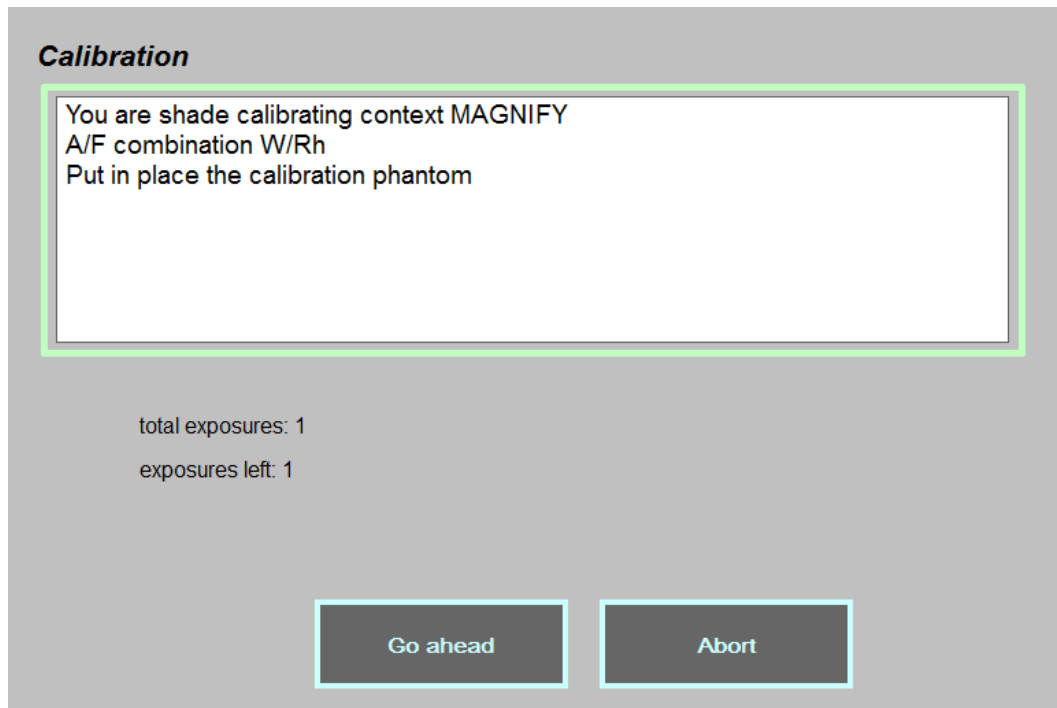 Calibration
You are shade calibrating context MAGNIFY
A/F combination W/Rh
Put in place the calibration phantom
total exposures: 1
exposures left: 1
Go ahead
Abort